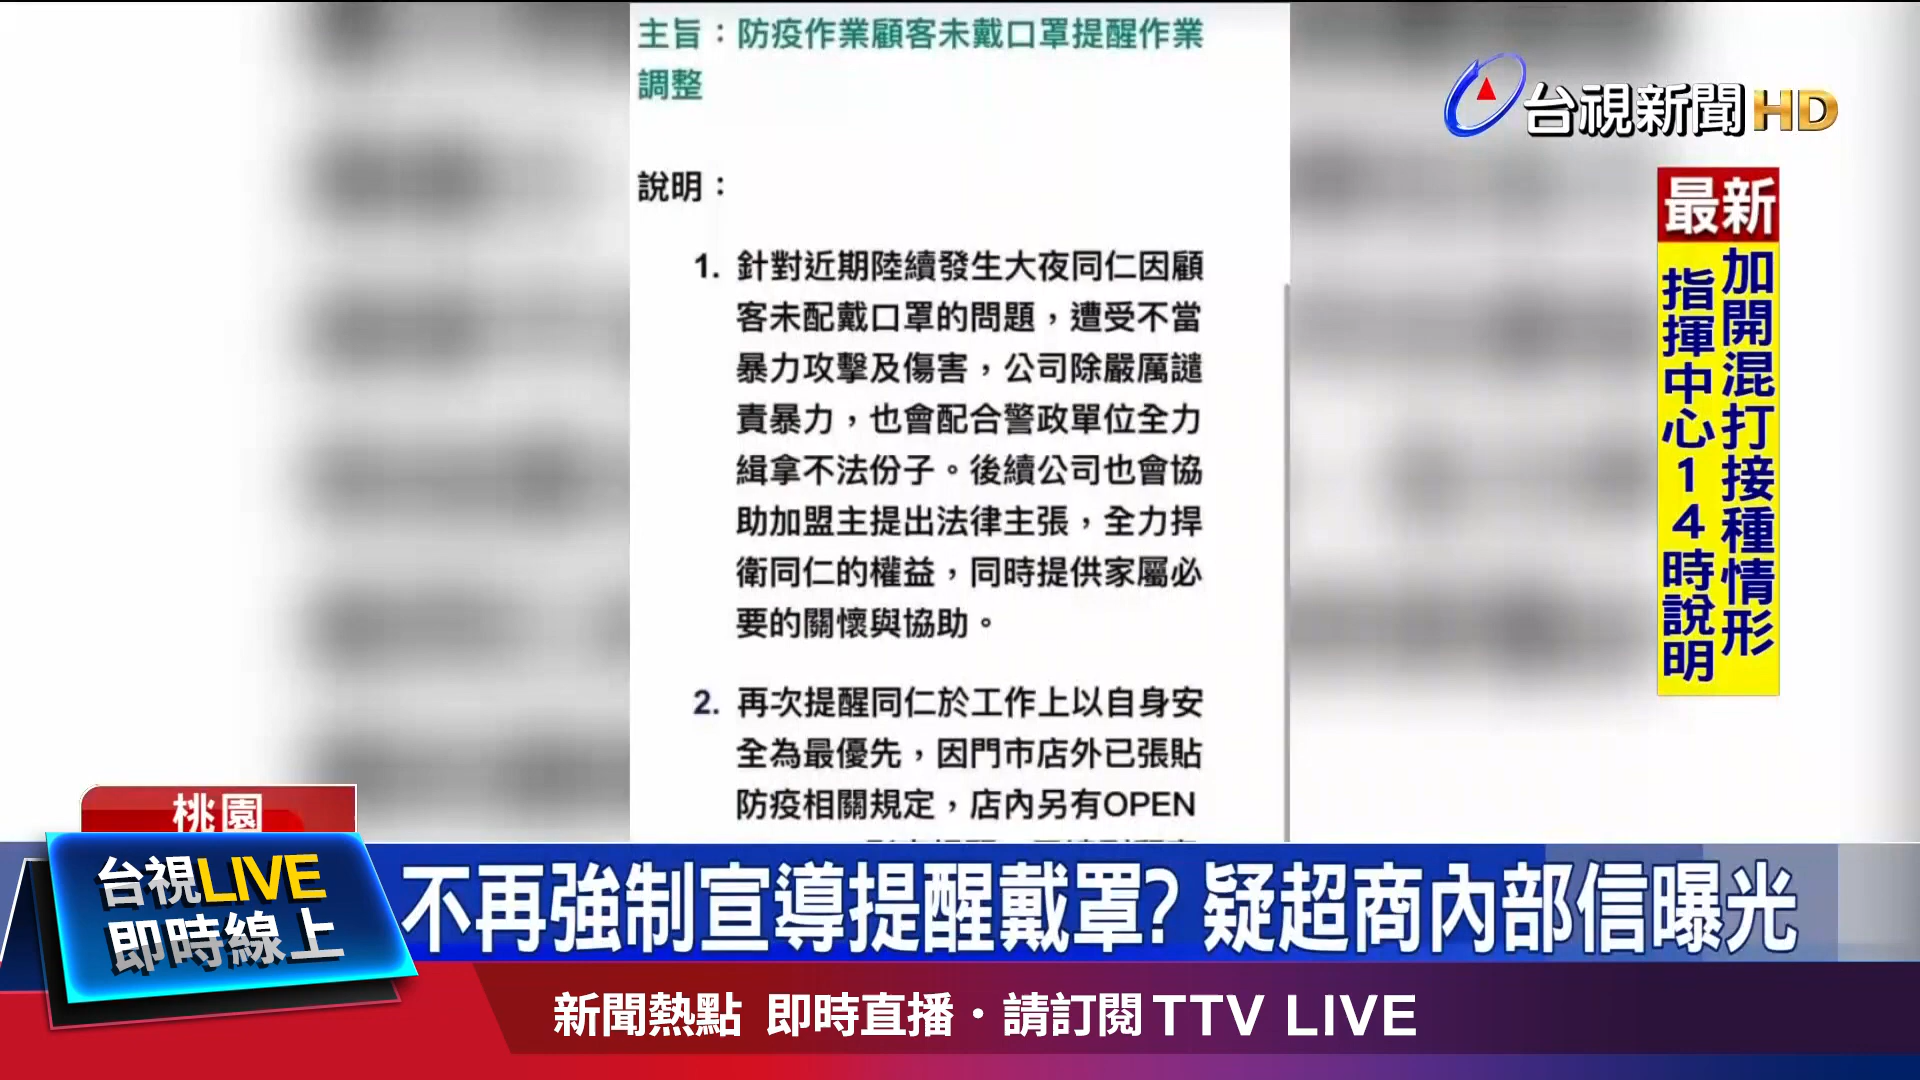 主旨：防疫作業顧客未戴口罩提醒作業
調整
說明：
1. 針對近期陸續發生大夜同仁因顧
客未配戴口罩的問題，遭受不當
暴力攻擊及傷害，公司除嚴厲譴
責暴力，也會配合警政單位全力
緝拿不法份子。後續公司也會協
助加盟主提出法律主張，全力捍
衛同仁的權益，同時提供家屬必
要的關懷與協助。
2. 再次提醒同仁於工作上以自身安
全為最優先，因門市店外已張貼
防疫相關規定，店內另有OPEN
台視新聞HD
最新
加開混打接種情形
指揮中心14時說明
桃園
台視LIVE
即時線上
不再強制宣導提醒戴罩? 疑超商內部信曝光
新聞熱點 即時直播・請訂閱TTV LIVE